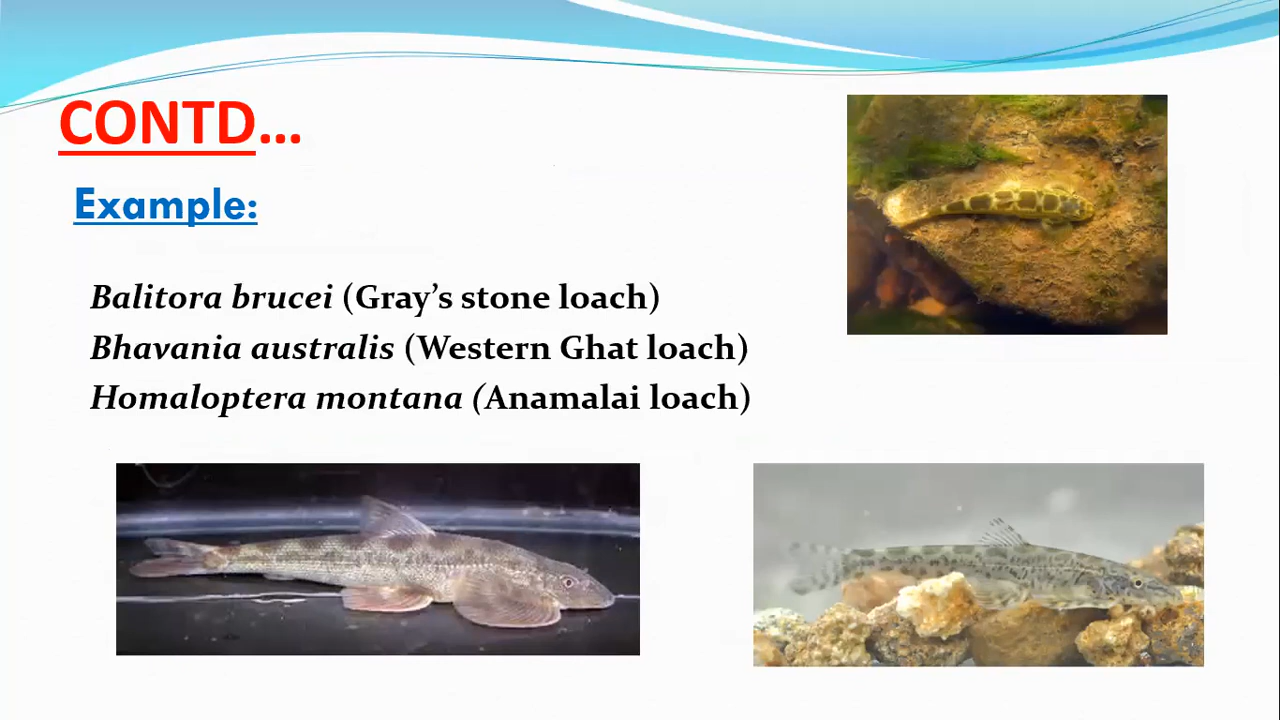 CONTD...
Example:
Balitora brucei (Gray’s stone loach)
Bhavania australis (Western Ghat loach)
Homaloptera montana (Anamalai loach)